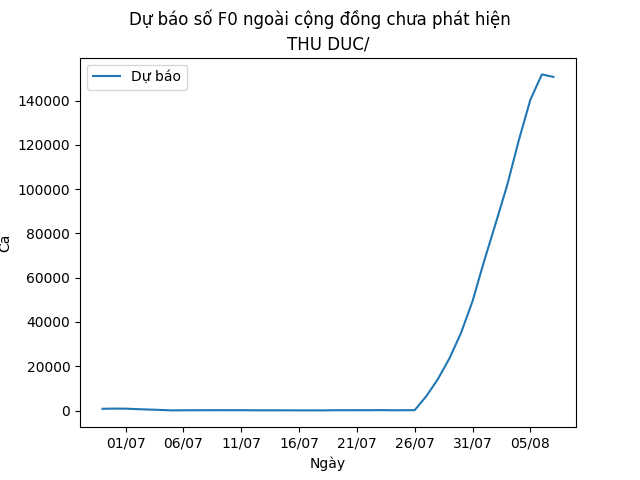 Dự báo số F0 ngoài cộng đồng chưa phát hiện
THU DUC/
Dự báo
140000
120000
100000
80000
60000
40000
20000
0
Ca
01/07 06/07 11/07 16/07 21/07 26/07 31/07 05/08
Ngày